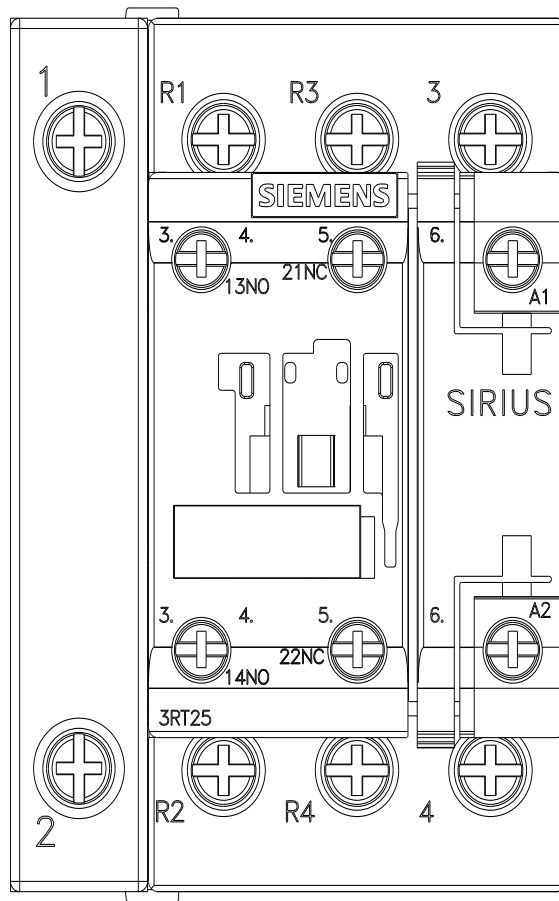 1
R1 R3 3
SIEMENS
3. 4. 5. 6.
13NO 21NC
A1
SIRIUS
3. 4. 5. 6.
A2
14NO 22NC
3RT25
2
R2 R4 4